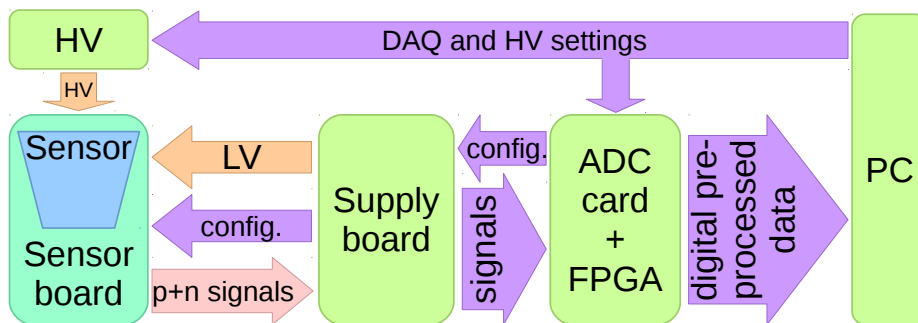 HV
DAQ and HV settings
HV
Sensor
Sensor
board
LV
config.
p+n signals
Supply
board
config.
signals
ADC
card
+
FPGA
digital pre-
processed
data
PC